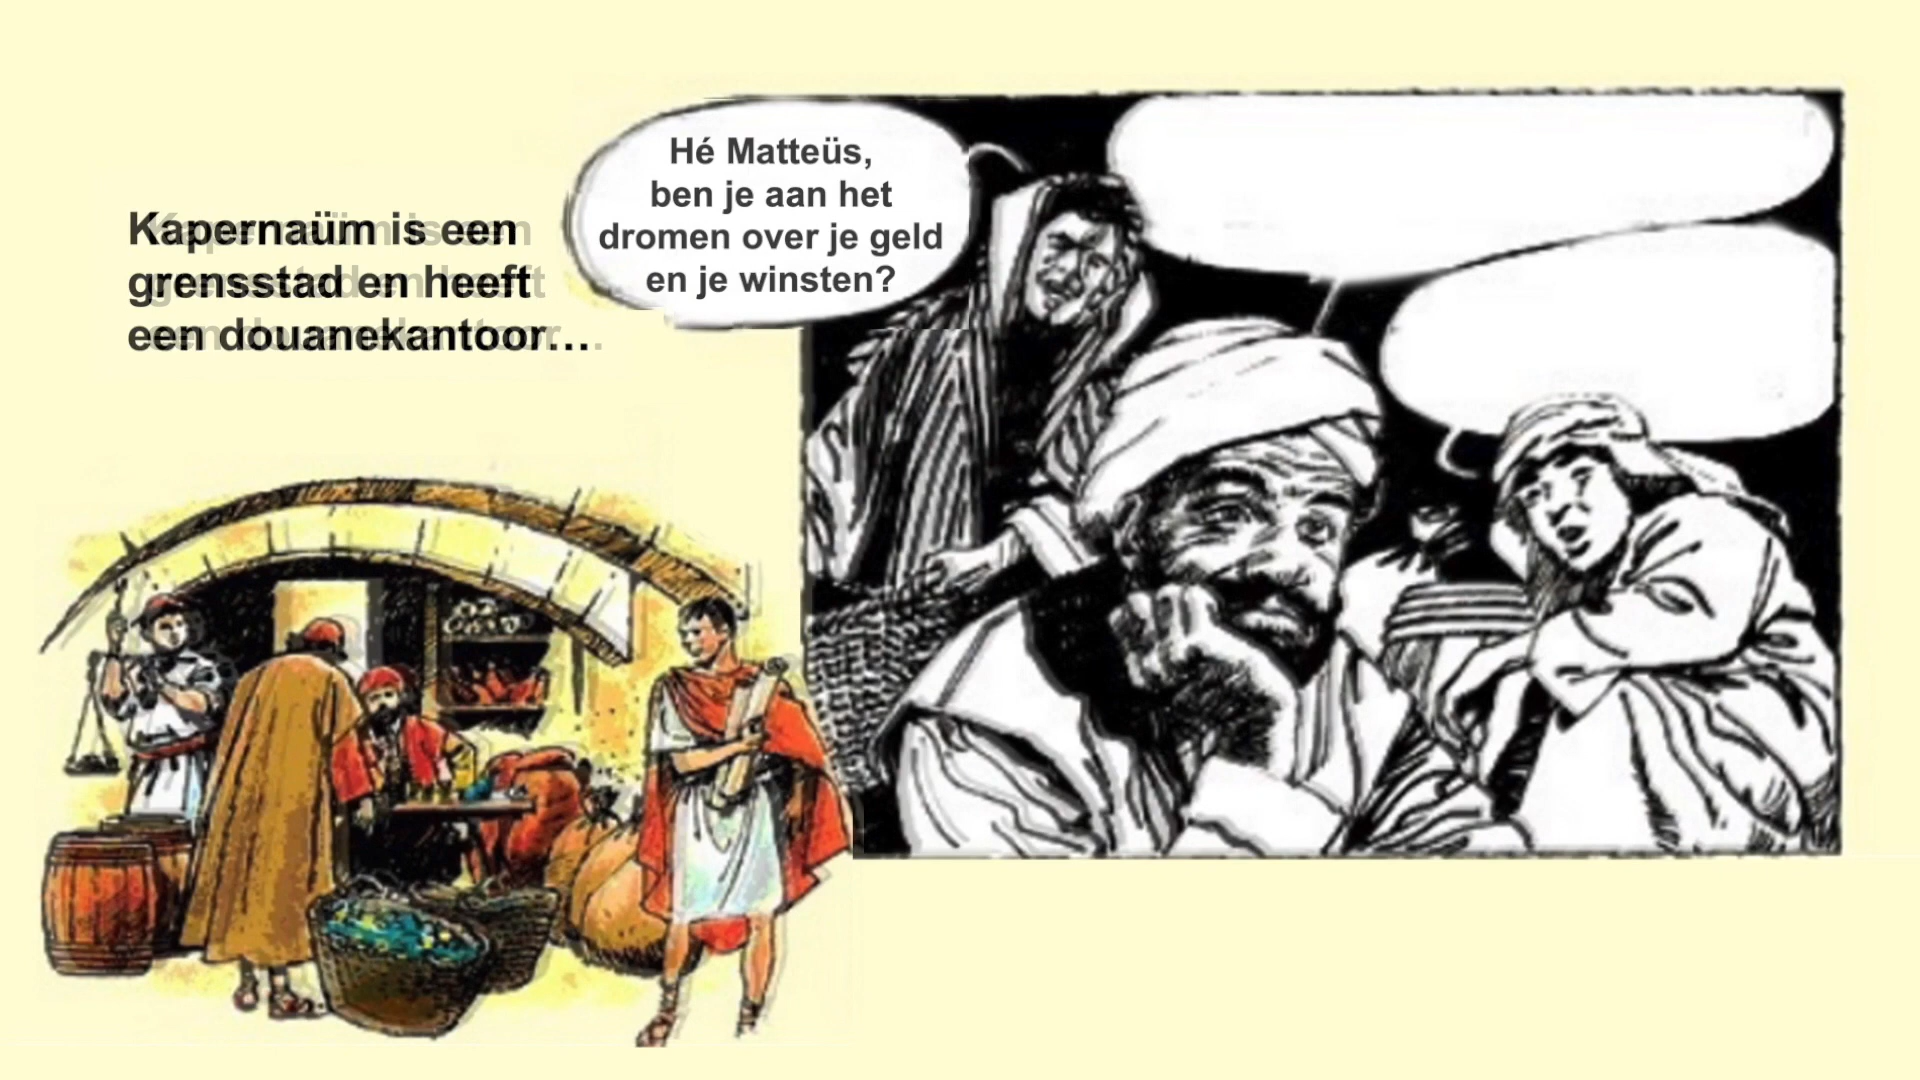 Kapernaüm is een
grensstad en heeft
een douanekantoor…
Hé Matteüs,
ben je aan het
dromen over je geld
en je winsten?